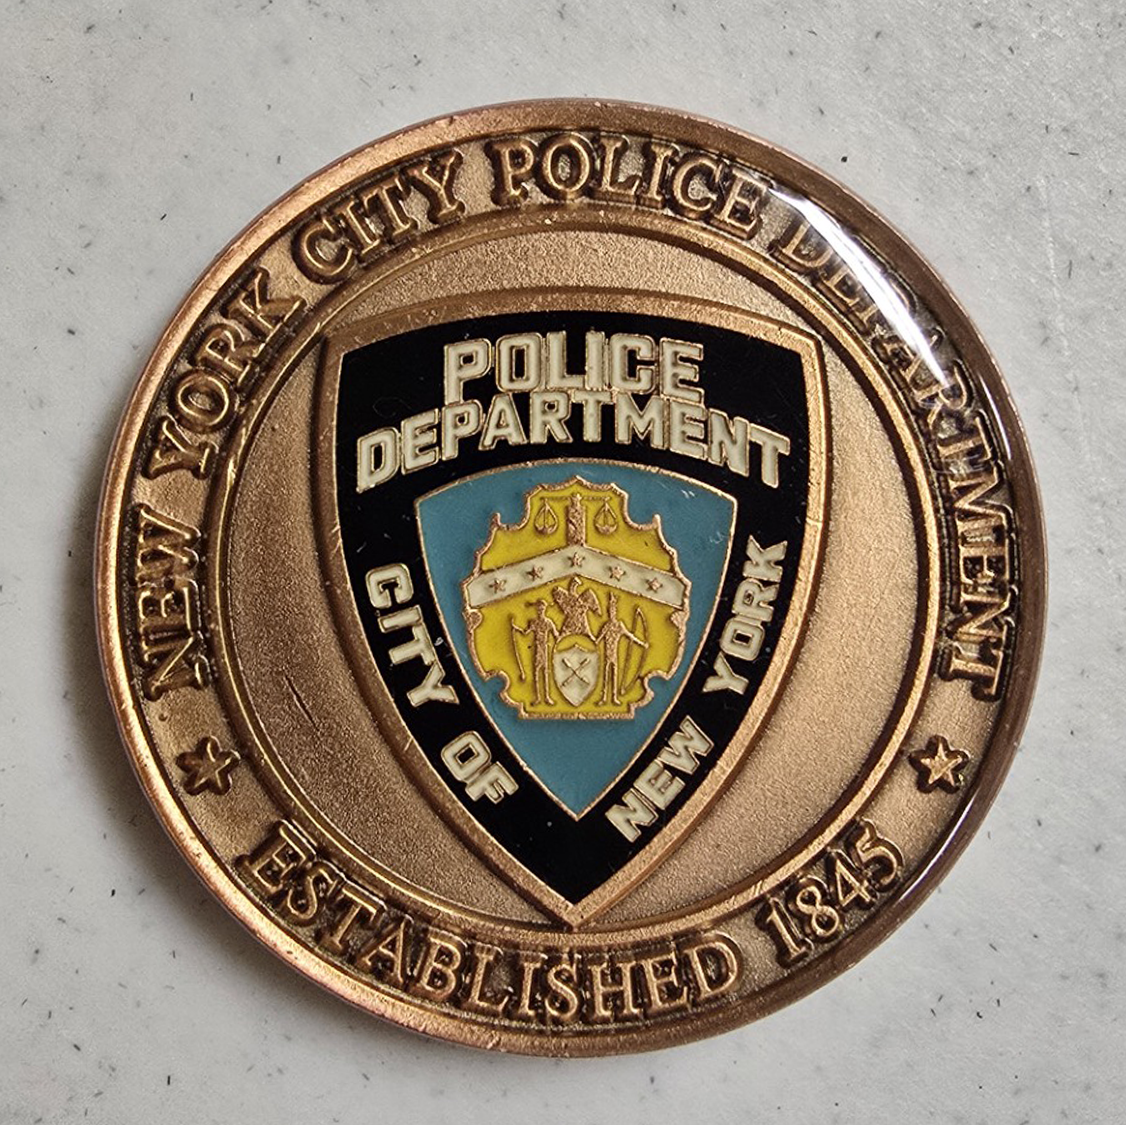 NEW YORK CITY POLICE DEPARTMENT
POLICE
DEPARTMENT
CITY OF
NEW YORK
ESTABLISHED 1845